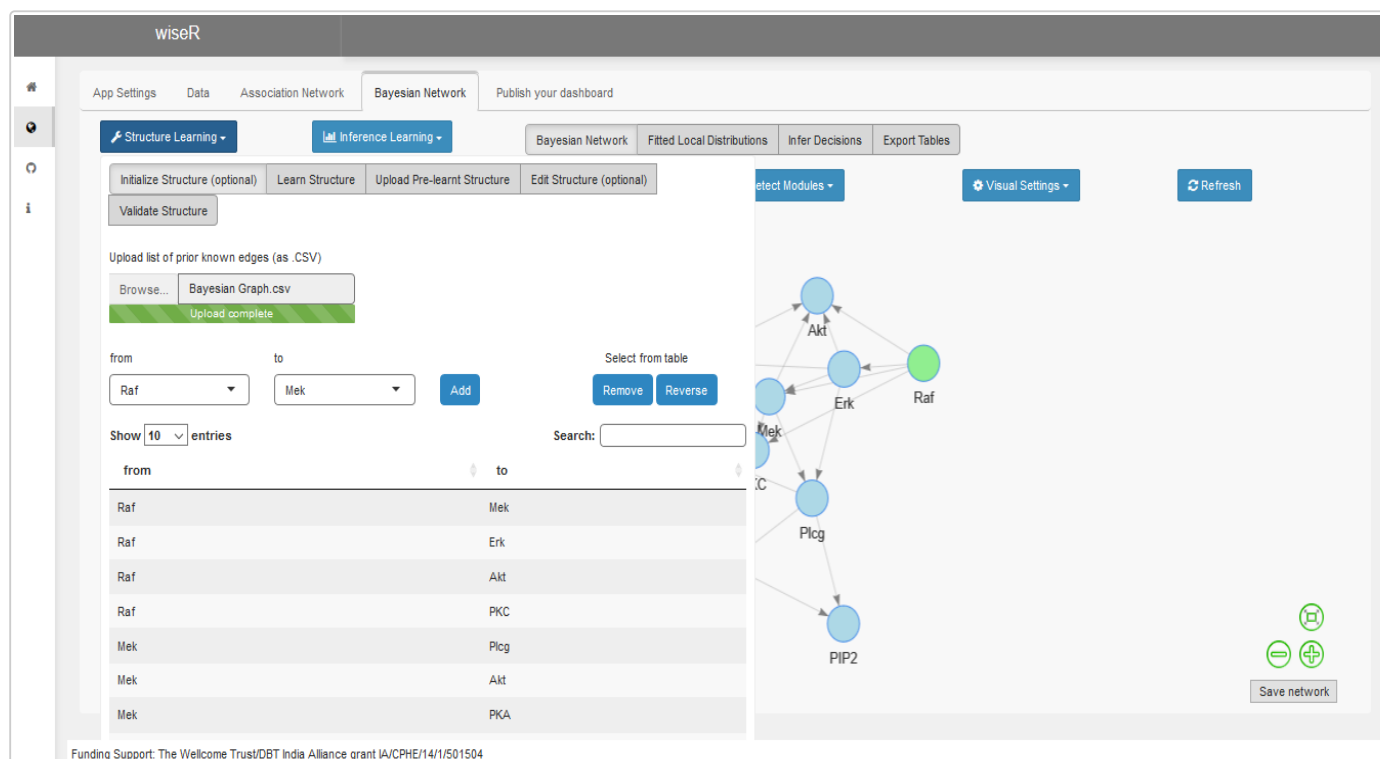 wiseR
App Settings Data Association Network Bayesian Network Publish your dashboard
Structure Learning Inference Learning Bayesian Network Fitted Local Distributions Infer Decisions Export Tables
Initialize Structure (optional) Learn Structure Upload Pre-learnt Structure Edit Structure (optional)
etect Modules Visual Settings Refresh
Validate Structure
Upload list of prior known edges (as .CSV)
Browse... Bayesian Graph.csv
Upload complete
from to Select from table
Raf Mek Add Remove Reverse
Show 10 entries Search:
from to
Raf Mek
Raf Erk
Raf Akt
Raf PKC
Mek Plcg
Mek Akt
Mek PKA
Akt
Erk
Raf
Mek
KC
Plcg
PIP2
Save network
Funding Support: The Wellcome Trust/DBT India Alliance grant IA/CPHE/14/1/501504